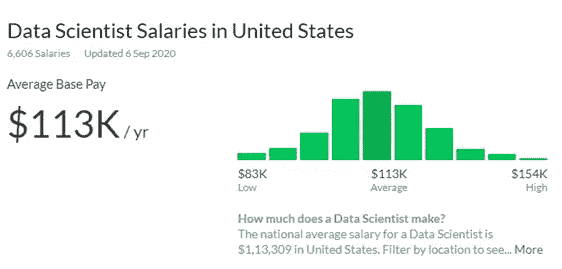 Data Scientist Salaries in United States
6,606 Salaries Updated 6 Sep 2020
Average Base Pay
$113K / yr
$83K $113K $154K
Low Average High
How much does a Data Scientist make?
The national average salary for a Data Scientist is
$1,13,309 in United States. Filter by location to see... More